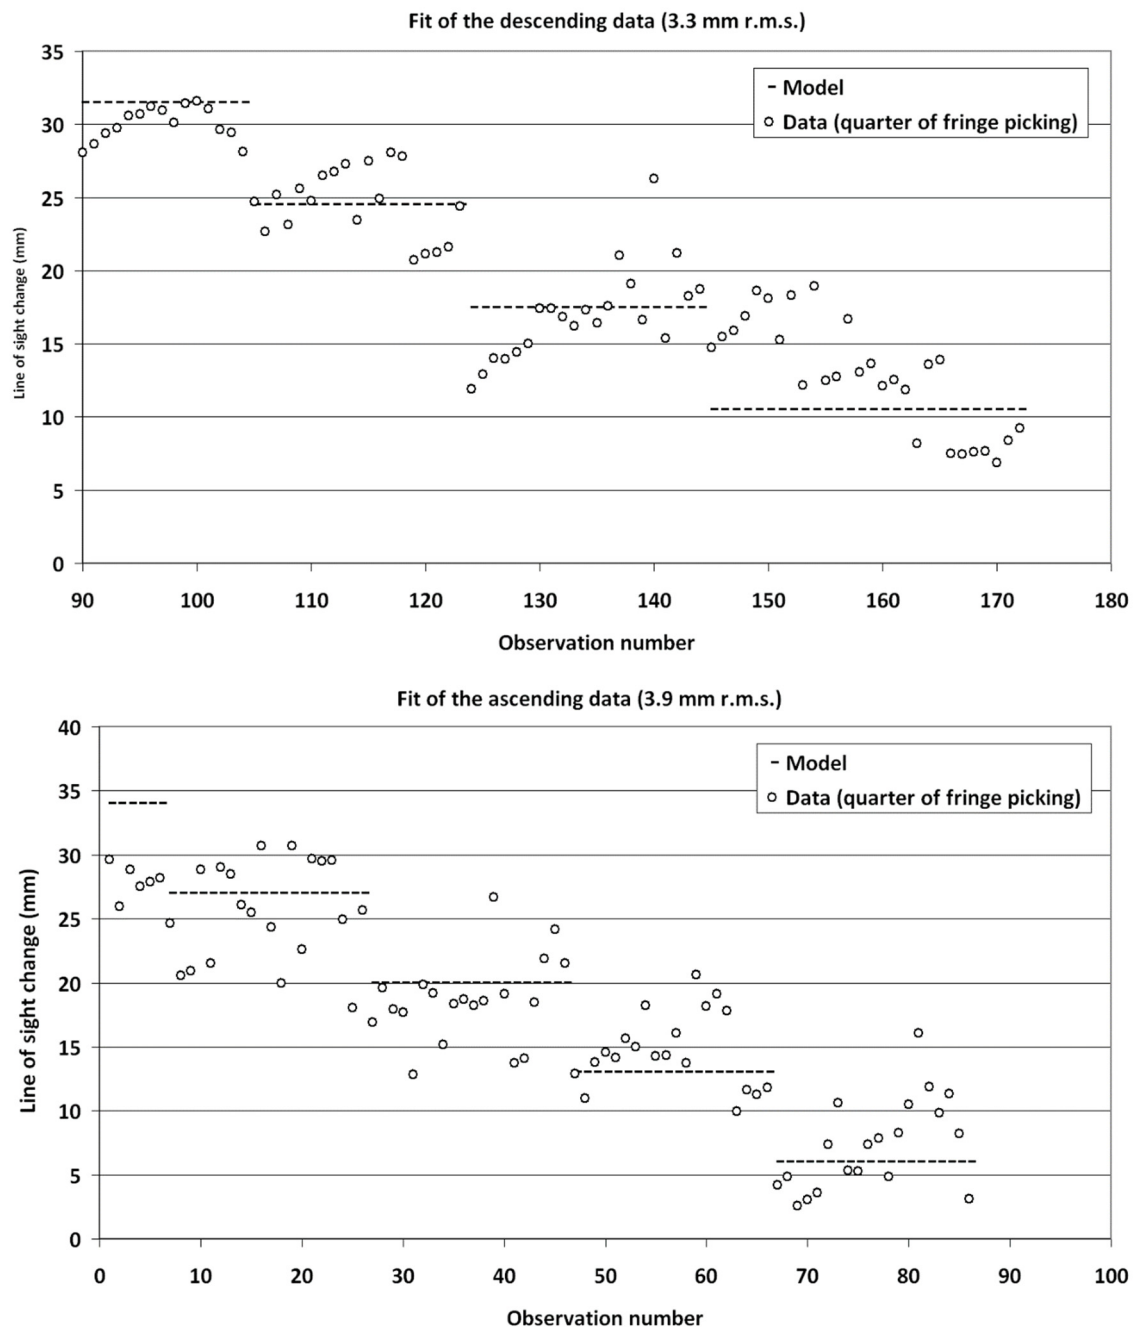 Fit of the descending data (3.3 mm r.m.s.)
35
30
25
20
15
10
5
0
Line of sight change (mm)
- Model
Data (quarter of fringe picking)
90 100 110 120 130 140 150 160 170 180
Observation number
Fit of the ascending data (3.9 mm r.m.s.)
40
35
30
25
20
15
10
5
0
Line of sight change (mm)
- Model
Data (quarter of fringe picking)
0 10 20 30 40 50 60 70 80 90 100
Observation number